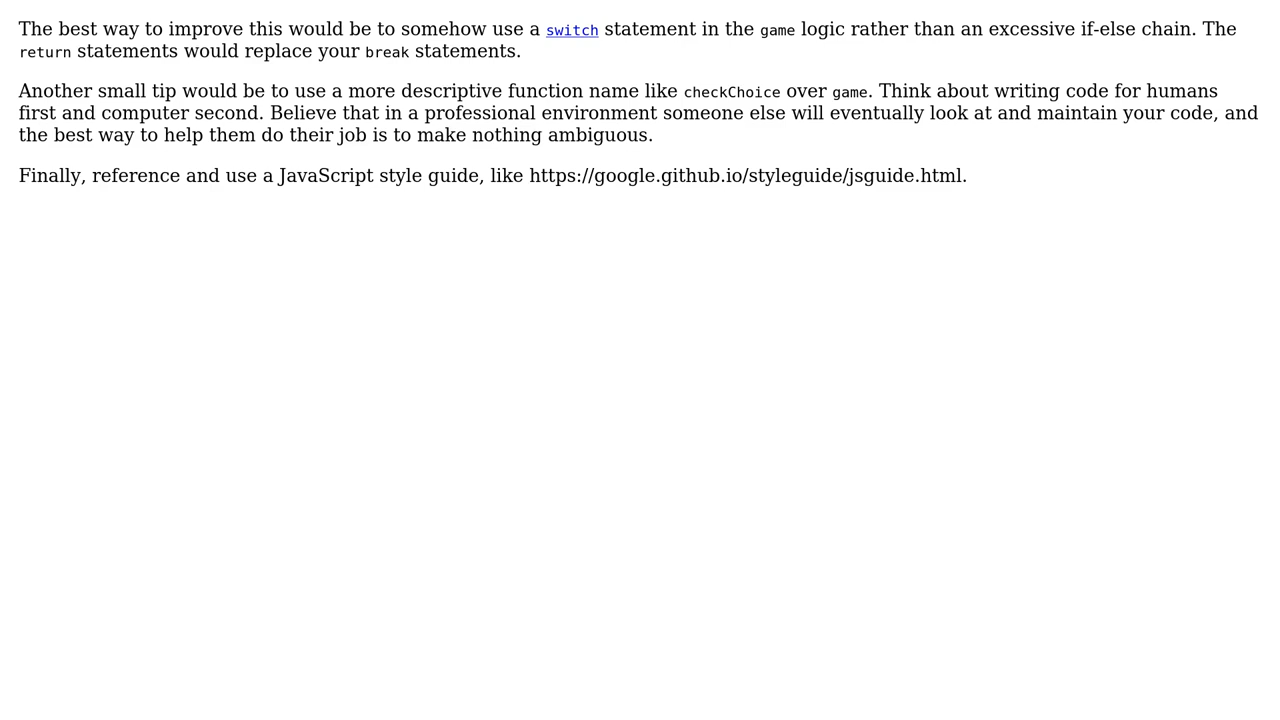 The best way to improve this would be to somehow use a switch statement in the game logic rather than an excessive if-else chain. The
return statements would replace your break statements.
Another small tip would be to use a more descriptive function name like checkChoice over game. Think about writing code for humans
first and computer second. Believe that in a professional environment someone else will eventually look at and maintain your code, and
the best way to help them do their job is to make nothing ambiguous.
Finally, reference and use a JavaScript style guide, like https://google.github.io/styleguide/jsguide.html.